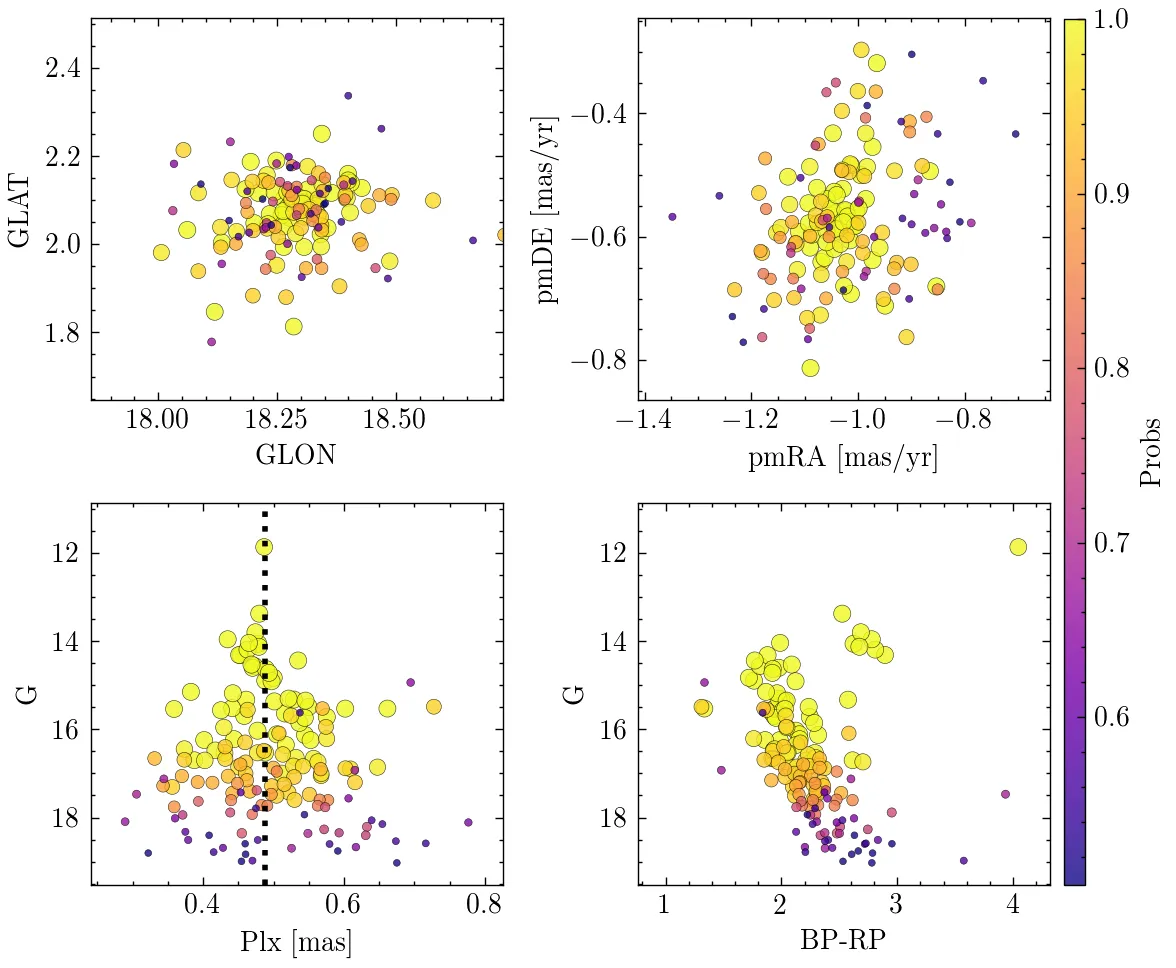 2.4
2.2
2.0
1.8
GLAT
18.00 18.25 18.50
GLON
−0.4
−0.6
−0.8
pmDE [mas/yr]
−1.4 −1.2 −1.0 −0.8
pmRA [mas/yr]
12
14
16
18
G
0.4 0.6 0.8
Plx [mas]
12
14
16
18
G
1 2 3 4
BP-RP
1.0
0.9
0.8
0.7
0.6
Probs